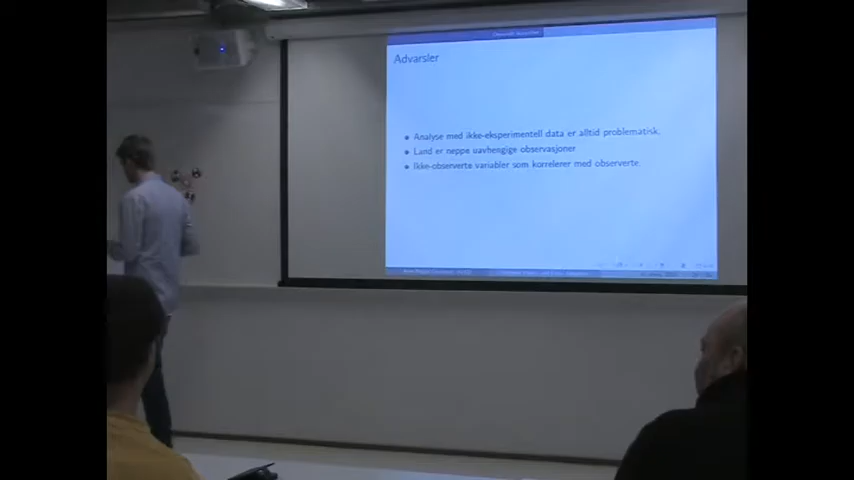 Advarsler
Analyse med ikke-eksperimentell data er alltid problematisk.
Land er neppe uavhengige observasjoner
Ikke-observerte variabler som korrelerer med observerte